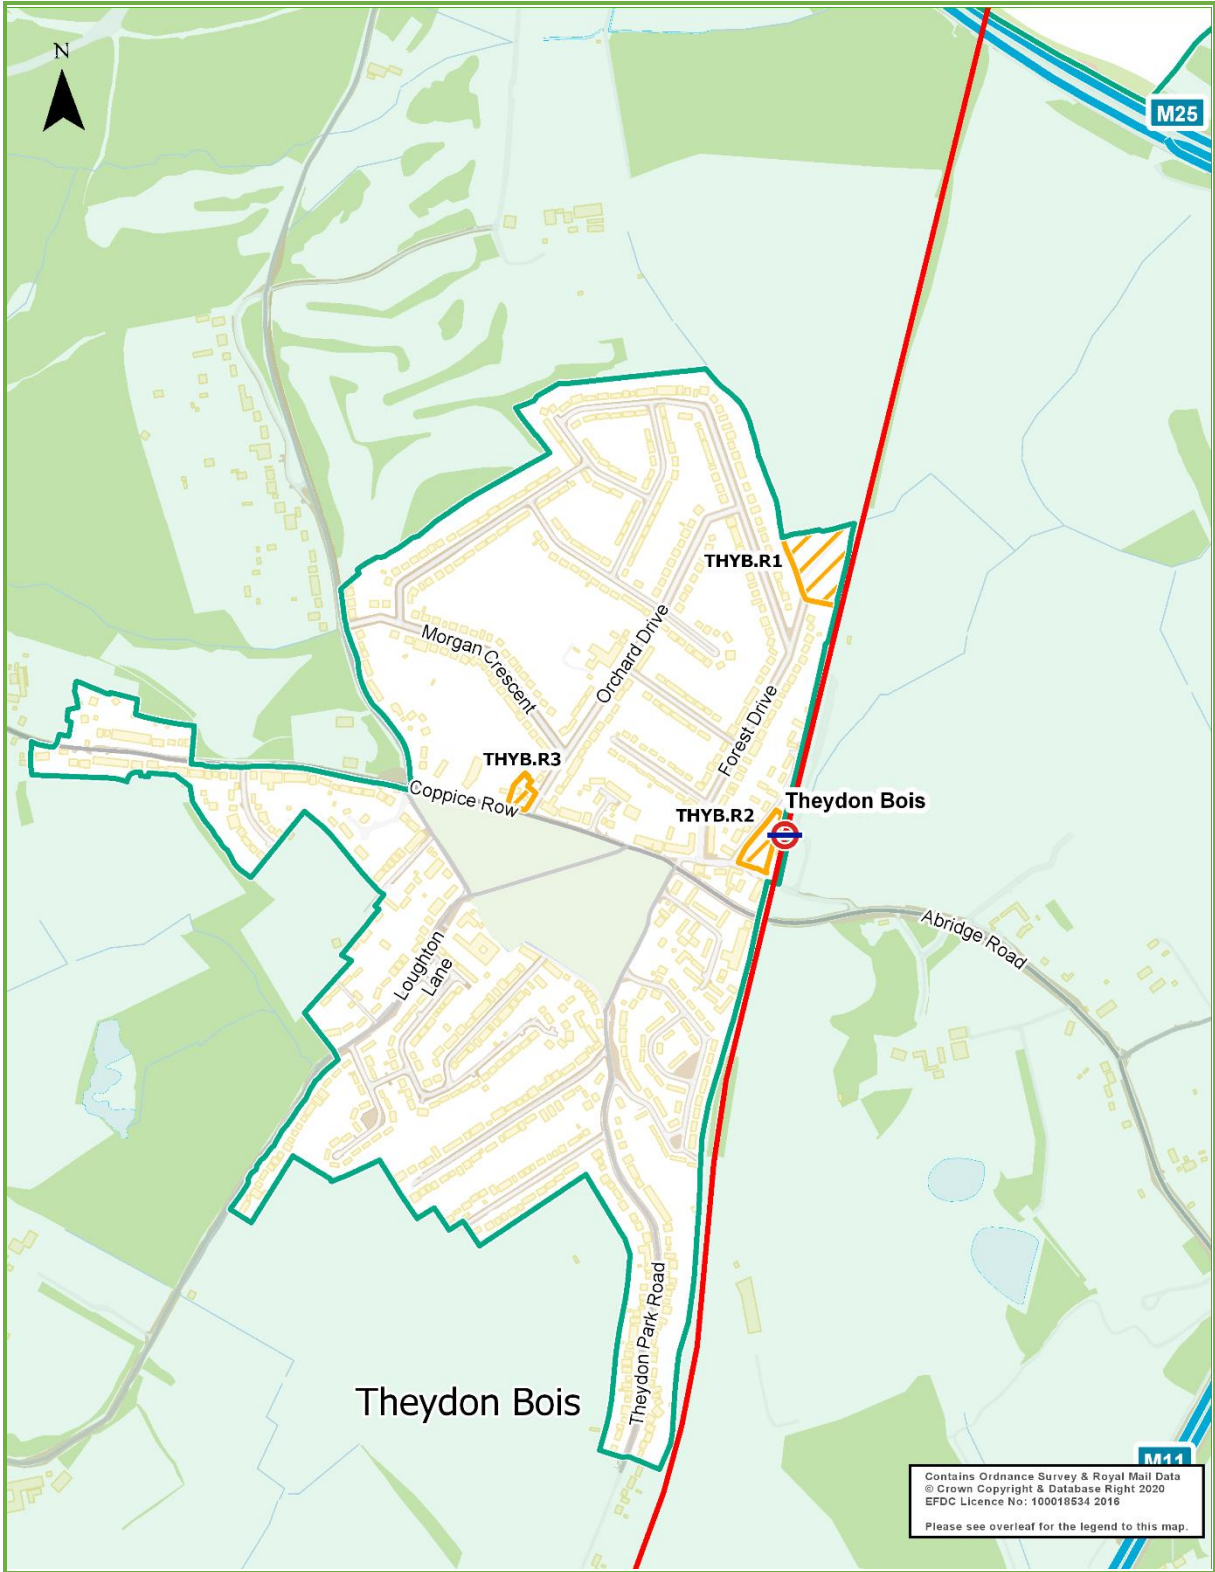 N
M25
THYB.R1
Morgan Crescent
Orchard Drive
Forest Drive
THYB.R3
Coppice Row
THYB.R2
Theydon Bois
Abridge Road
Loughton
Lane
Theydon Park Road
Theydon Bois
M11
Contains Ordnance Survey & Royal Mail Data
© Crown Copyright & Database Right 2020
EFDC Licence No: 100018534 2016
Please see overleaf for the legend to this map.